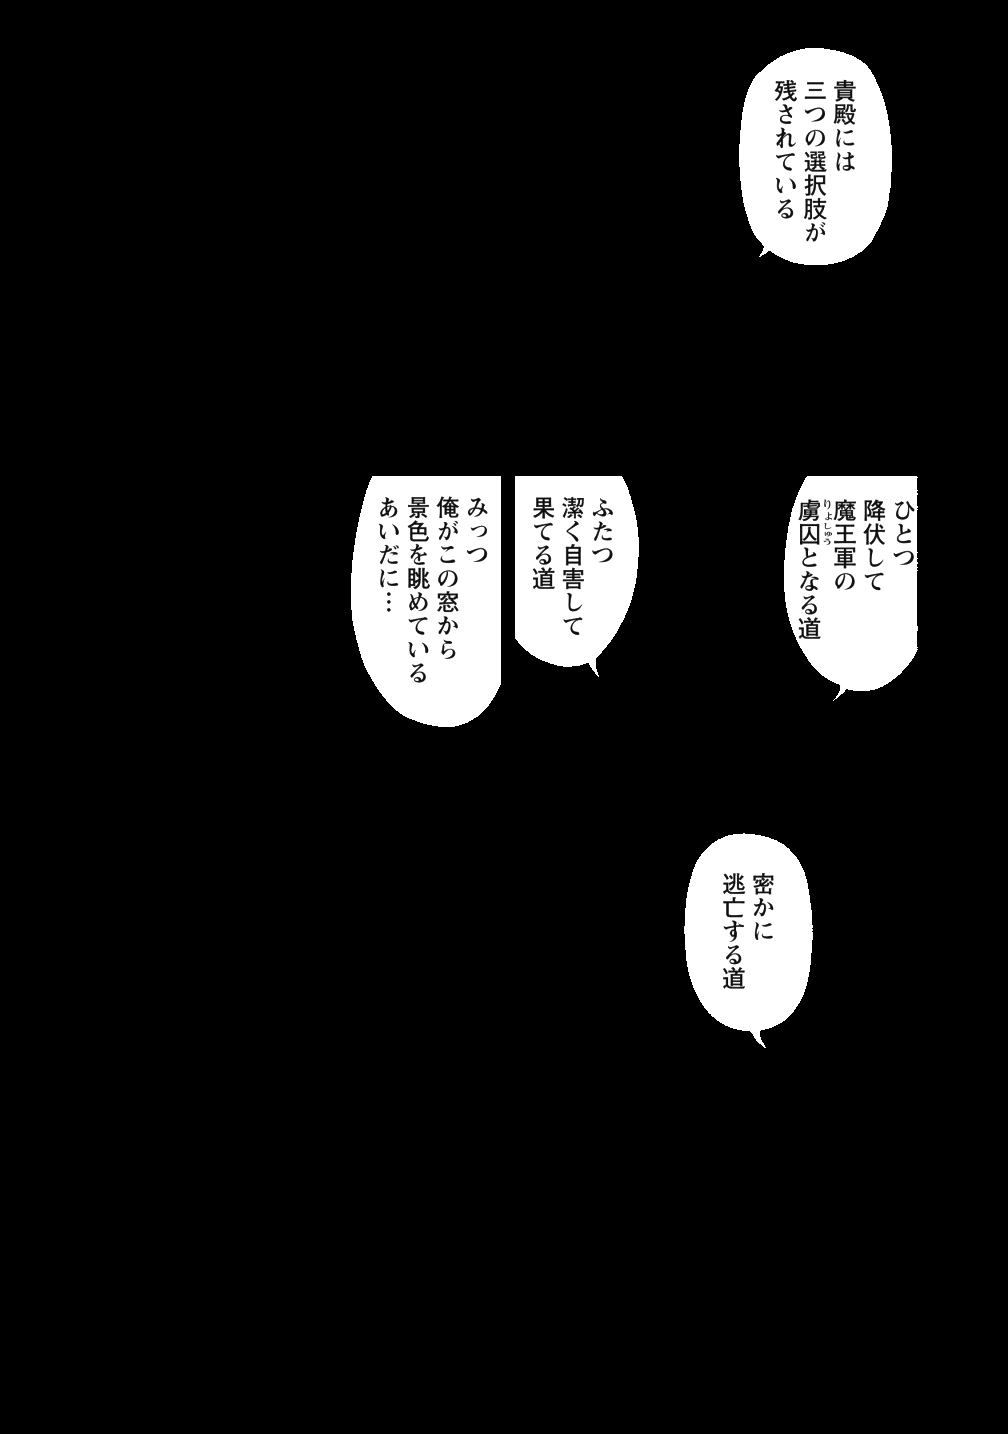 貴殿には
三つの選択肢が
残されている
ひとつ
降伏して
魔王軍の
虜囚となる道
りょしゅう
ふたつ
潔く自害して
果てる道
みっつ
俺がこの窓から
景色を眺めている
あいだに…
密かに
逃亡する道